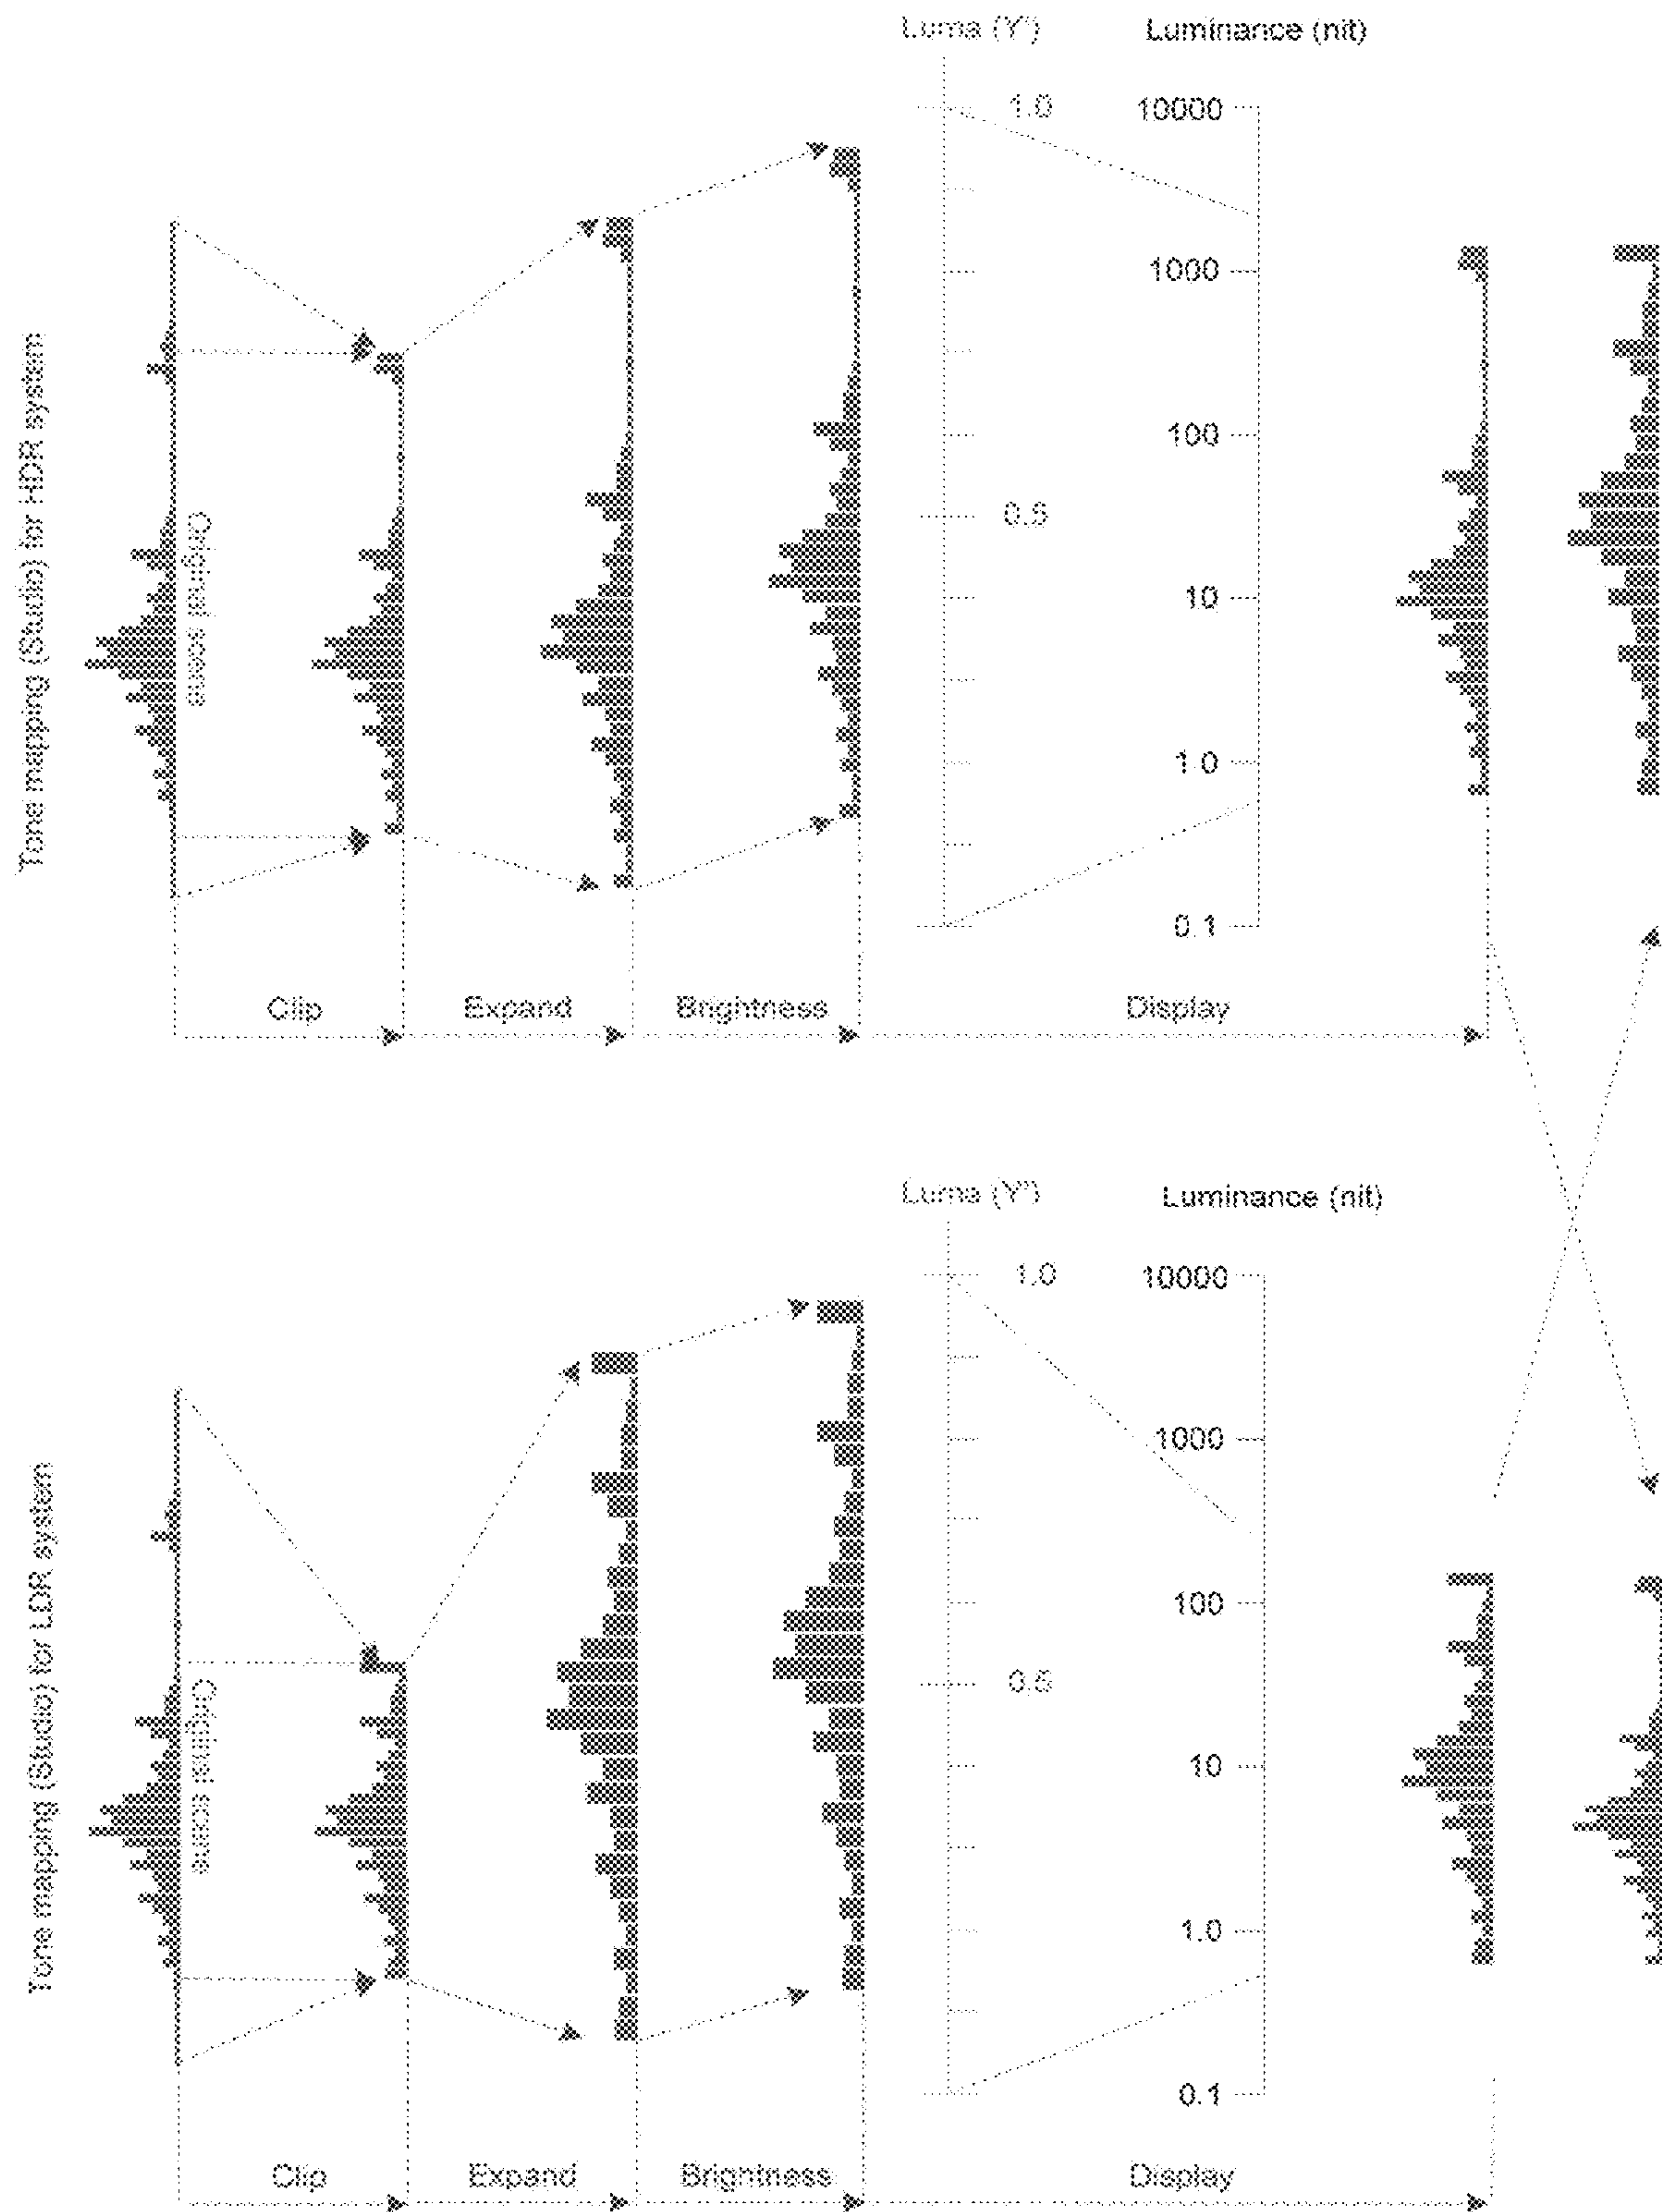 Tone mapping (Studio) for HDR system
Original scene
Luma (Y')
Luminance (nit)
1.0
0.5
10000
1000
100
10
1.0
0.1
Clip
Expand
Brightness
Display
Tone mapping (Studio) for LDR system
Original scene
Luma (Y')
Luminance (nit)
1.0
0.5
10000
1000
100
10
1.0
0.1
Clip
Expand
Brightness
Display